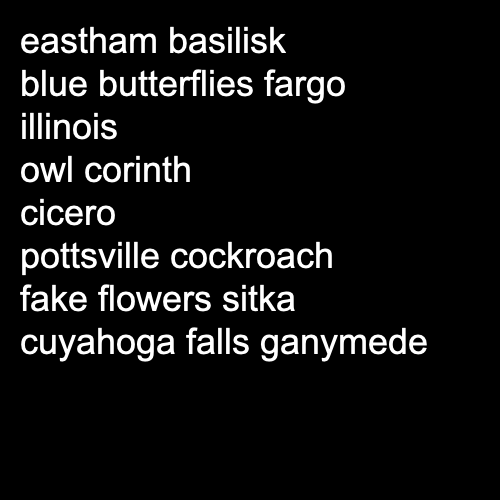 eastham basilisk
blue butterflies fargo
illinois
owl corinth
cicero
pottsville cockroach
fake flowers sitka
cuyahoga falls ganymede